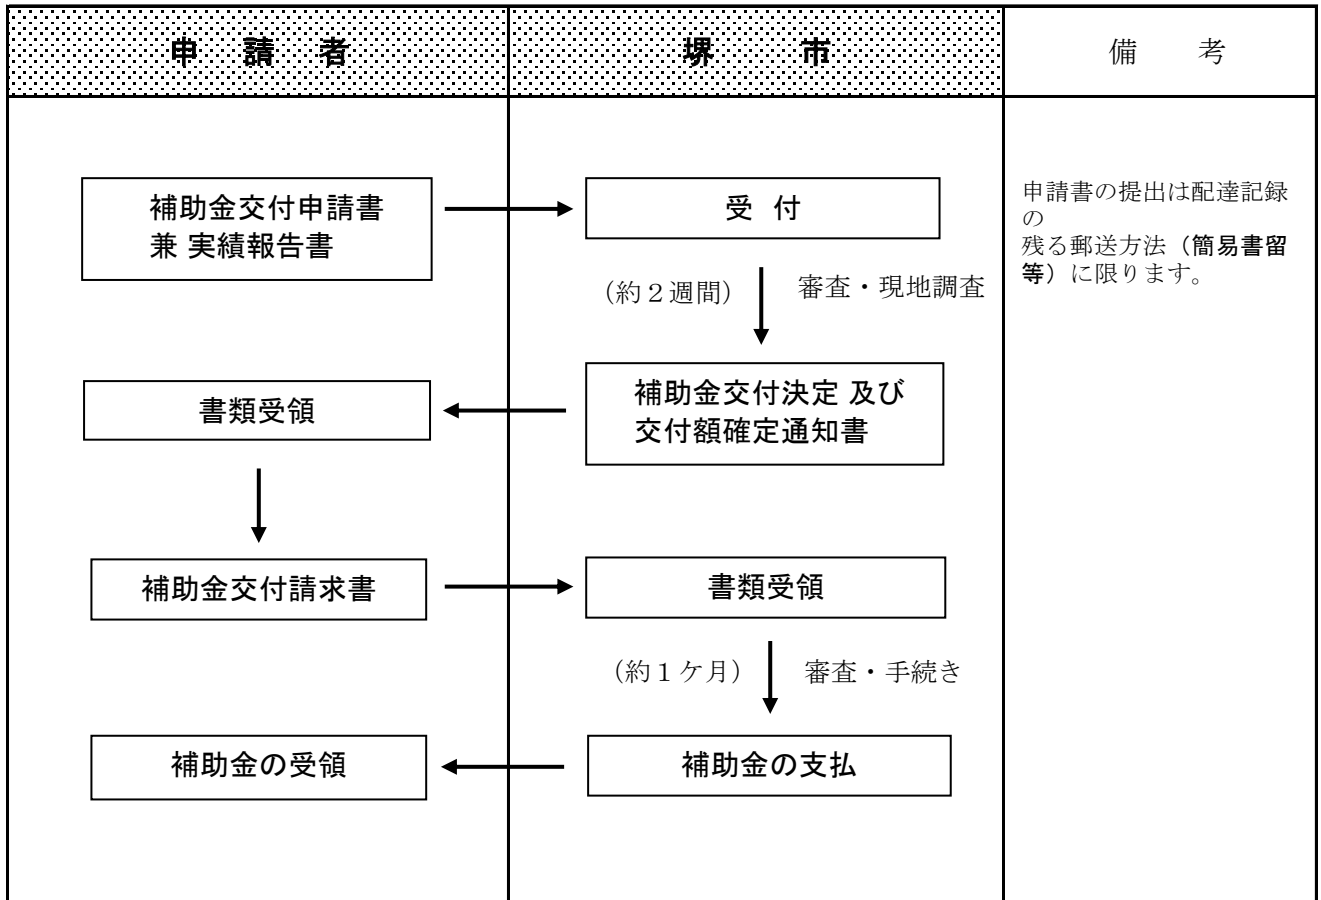 申　請　者
堺　　市
備　　考
補助金交付申請書
兼 実績報告書
受 付
申請書の提出は配達記録
の
残る郵送方法（簡易書留
等）に限ります。
（約２週間）
審査・現地調査
書類受領
補助金交付決定 及び
交付額確定通知書
補助金交付請求書
書類受領
（約１ケ月）
審査・手続き
補助金の受領
補助金の支払